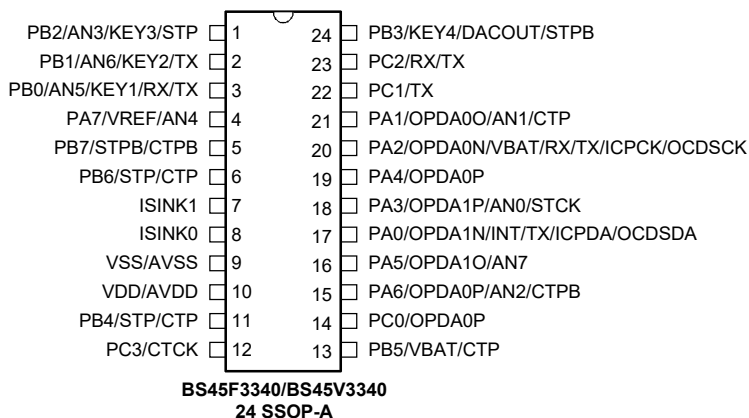 PB2/AN3/KEY3/STP 1 24 PB3/KEY4/DACOUT/STPB
PB1/AN6/KEY2/TX 2 23 PC2/RX/TX
PB0/AN5/KEY1/RX/TX 3 22 PC1/TX
PA7/VREF/AN4 4 21 PA1/OPDA0O/AN1/CTP
PB7/STPB/CTPB 5 20 PA2/OPDA0N/VBAT/RX/TX/ICPCK/OCDSCK
PB6/STP/CTP 6 19 PA4/OPDA0P
ISINK1 7 18 PA3/OPDA1P/AN0/STCK
ISINK0 8 17 PA0/OPDA1N/INT/TX/ICPDA/OCDSDA
VSS/AVSS 9 16 PA5/OPDA1O/AN7
VDD/AVDD 10 15 PA6/OPDA0P/AN2/CTPB
PB4/STP/CTP 11 14 PC0/OPDA0P
PC3/CTCK 12 13 PB5/VBAT/CTP
BS45F3340/BS45V3340
24 SSOP-A